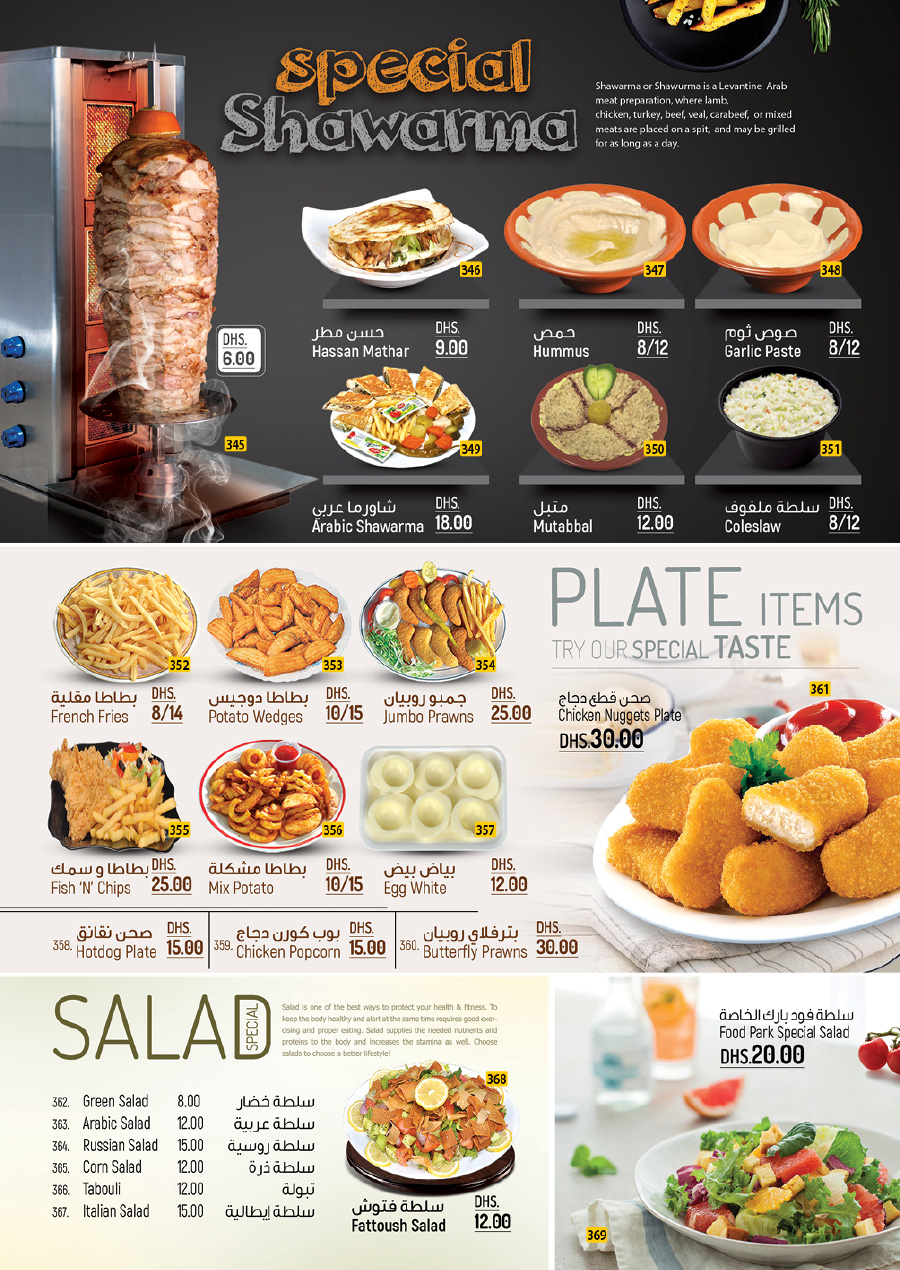 special
Shawarma
Shawarma or Shawurma is a Levantine Arab
meat preparation, where lamb,
chicken, turkey, beef, veal, carabeef, or mixed
meats are placed on a spit, and may be grilled
for as long as a day.
DHS.
6.00
345
346
حسن مطر
Hassan Mathar
DHS.
9.00
347
حمص
Hummus
DHS.
8/12
348
صوص ثوم
Garlic Paste
DHS.
8/12
349
شاورما عربي
Arabic Shawarma
DHS.
18.00
350
متبل
Mutabbal
DHS.
12.00
351
سلطة ملفوف
Coleslaw
DHS.
8/12
PLATE ITEMS
TRY OUR SPECIAL TASTE
352
بطاطا مقلية
French Fries
DHS.
8/14
353
بطاطا دوجيس
Potato Wedges
DHS.
10/15
354
جمبو روبيان
Jumbo Prawns
DHS.
25.00
361
صحن قطع دجاج
Chicken Nuggets Plate
DHS.30.00
355
بطاطا و سمك
Fish 'N' Chips
DHS.
25.00
356
بطاطا مشكلة
Mix Potato
DHS.
10/15
357
بياض بيض
Egg White
DHS.
12.00
صحن نقانق
358. Hotdog Plate
DHS.
15.00
بوب كورن دجاج
359. Chicken Popcorn
DHS.
15.00
بترفلاي روبيان
360. Butterfly Prawns
DHS.
30.00
SALAD
SPECIAL
Salad is one of the best ways to protect your health & fitness. To
keep the body healthy and alert at the same time requires good exer-
cising and proper eating. Salad supplies the needed nutrients and
proteins to the body and increases the stamina as well. Choose
salads to choose a better lifestyle!
362. Green Salad 8.00 سلطة خضار
363. Arabic Salad 12.00 سلطة عربية
364. Russian Salad 15.00 سلطة روسية
365. Corn Salad 12.00 سلطة ذرة
366. Tabouli 12.00 تبولة
367. Italian Salad 15.00 سلطة إيطالية
368
سلطة فتوش
Fattoush Salad
DHS.
12.00
سلطة فود بارك الخاصة
Food Park Special Salad
DHS.20.00
369